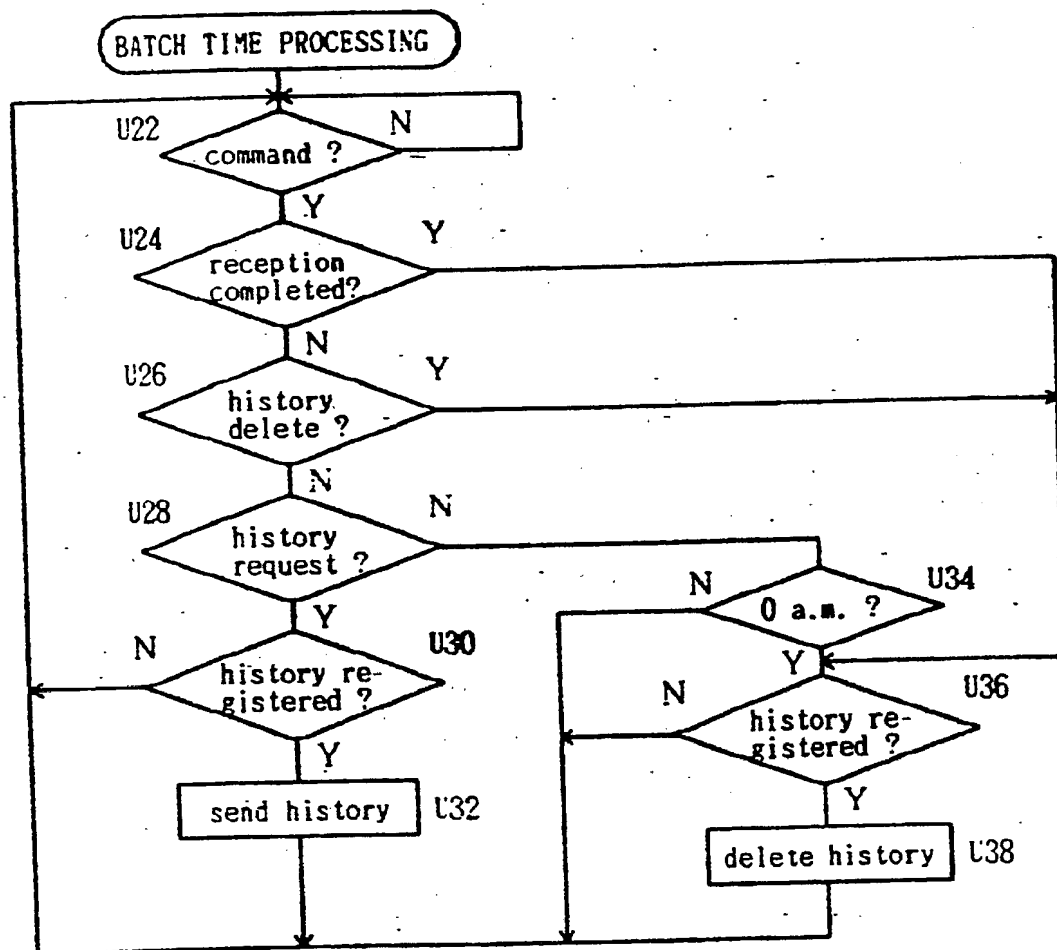 BATCH TIME PROCESSING
U22
command ?
N
Y
U24
reception
completed?
Y
N
U26
history
delete ?
Y
N
U28
history
request ?
N
Y
U34
0 a.m. ?
N
Y
U30
history re-
gistered ?
N
Y
U36
history re-
gistered ?
N
Y
send history
U32
delete history
U38